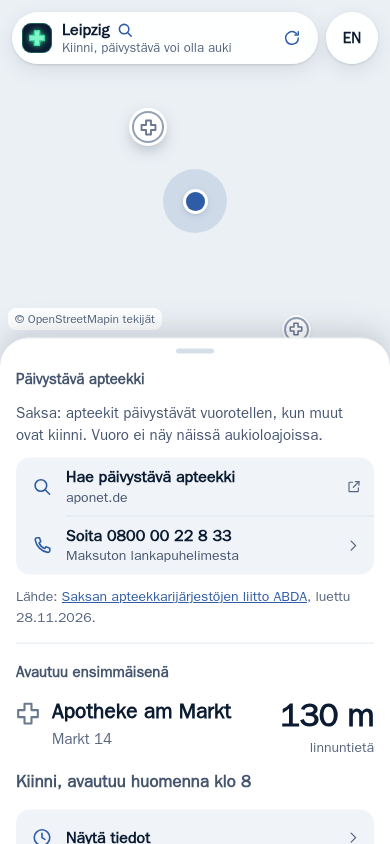 Leipzig
Kiinni, päivystävä voi olla auki
EN
© OpenStreetMapin tekijät
Päivystävä apteekki
Saksa: apteekit päivystävät vuorotellen, kun muut
ovat kiinni. Vuoro ei näy näissä aukioloajoissa.
Hae päivystävä apteekki
aponet.de
Soita 0800 00 22 8 33
Maksuton lankapuhelimesta
Lähde: Saksan apteekkarijärjestöjen liitto ABDA, luettu
28.11.2026.
Avautuu ensimmäisenä
Apotheke am Markt
130 m
Markt 14
linnuntietä
Kiinni, avautuu huomenna klo 8
Näytä tiedot